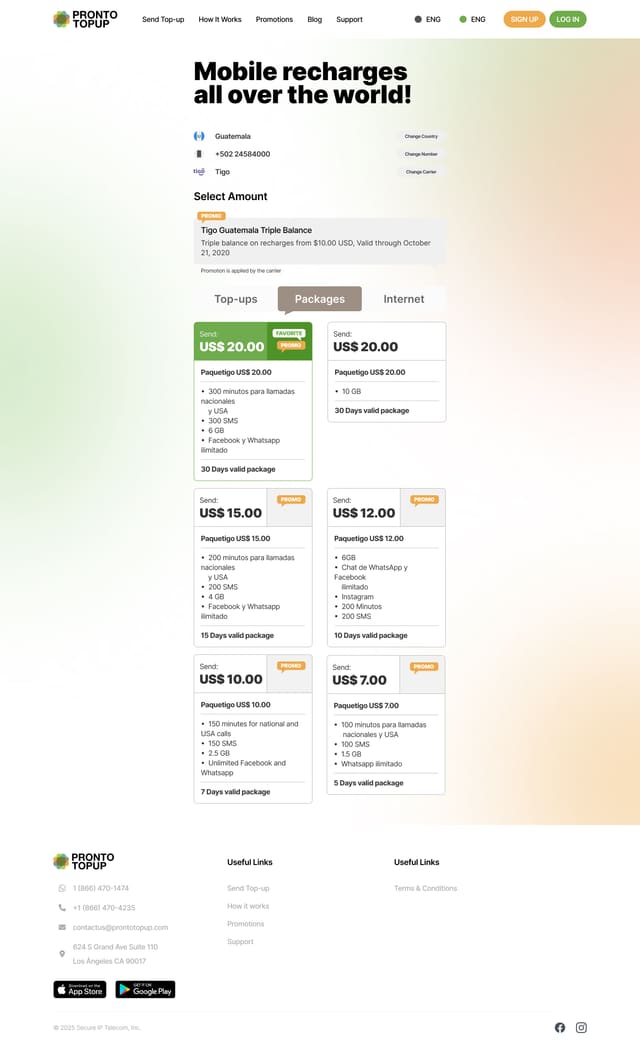 PRONTO
TOPUP
Send Top-up
How It Works
Promotions
Blog
Support
ENG
ENG
SIGN UP
LOG IN
Mobile recharges
all over the world!
Guatemala
Change Country
+502 24584000
Change Number
tigo
Tigo
Change Carrier
Select Amount
PROMO
Tigo Guatemala Triple Balance
Triple balance on recharges from $10.00 USD, Valid through October
21, 2020
Promotion is applied by the carrier
Top-ups
Packages
Internet
Send:
US$ 20.00
FAVORITE
PROMO
Paquetigo US$ 20.00
• 300 minutos para llamadas
nacionales
y USA
• 300 SMS
• 6 GB
• Facebook y Whatsapp
ilimitado
30 Days valid package
Send:
US$ 20.00
Paquetigo US$ 20.00
• 10 GB
30 Days valid package
Send:
US$ 15.00
PROMO
Paquetigo US$ 15.00
• 200 minutos para llamadas
nacionales
y USA
• 200 SMS
• 4 GB
• Facebook y Whatsapp
ilimitado
15 Days valid package
Send:
US$ 12.00
PROMO
Paquetigo US$ 12.00
• 6GB
• Chat de WhatsApp y
Facebook
ilimitado
• Instagram
• 200 Minutos
• 200 SMS
10 Days valid package
Send:
US$ 10.00
PROMO
Paquetigo US$ 10.00
• 150 minutes for national and
USA calls
• 150 SMS
• 2.5 GB
• Unlimited Facebook and
Whatsapp
7 Days valid package
Send:
US$ 7.00
PROMO
Paquetigo US$ 7.00
• 100 minutos para llamadas
nacionales y USA
• 100 SMS
• 1.5 GB
• Whatsapp ilimitado
5 Days valid package
PRONTO
TOPUP
1 (866) 470-1474
+1 (866) 470-4235
contactus@prontotopup.com
624 S Grand Ave Suite 110
Los Ángeles CA 90017
Useful Links
Send Top-up
How it works
Promotions
Support
Useful Links
Terms & Conditions
Download on the
App Store
GET IT ON
Google Play
© 2025 Secure IP Telecom, Inc.